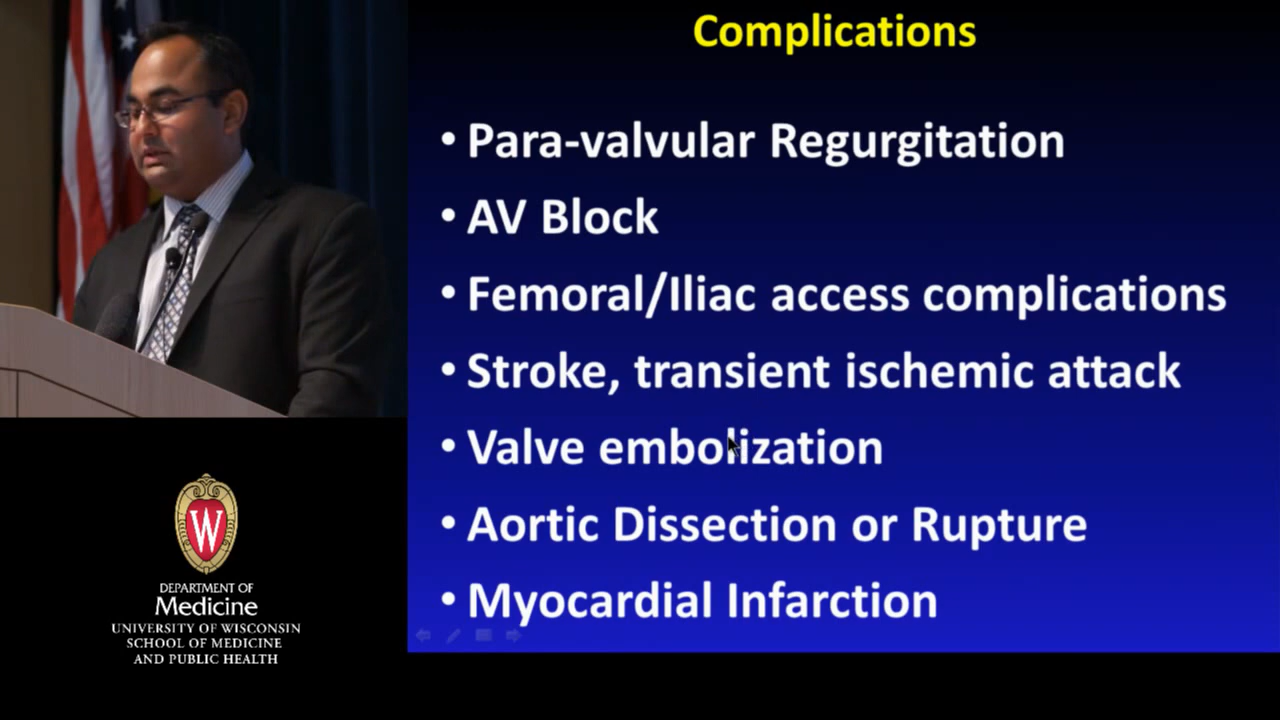 Complications
• Para-valvular Regurgitation
• AV Block
• Femoral/Iliac access complications
• Stroke, transient ischemic attack
• Valve embolization
• Aortic Dissection or Rupture
• Myocardial Infarction
W
DEPARTMENT OF
Medicine
UNIVERSITY OF WISCONSIN
SCHOOL OF MEDICINE
AND PUBLIC HEALTH